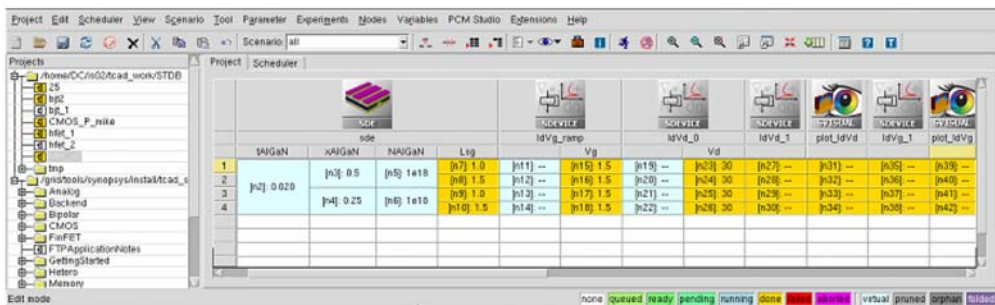 Project Edit Scheduler View Scenario Tool Parameter Experiments Nodes Variables PCM Studio Extensions Help
Scenario all
Projects
Project Scheduler
/home/DC/is02/tcad_work/STDB
25
bjt2
bjt_1
CMOS_P_mike
hfet_1
hfet_2
tmp
/grid/tools/synopsys/install/tcad_s
Analog
Backend
Bipolar
CMOS
FinFET
FTPApplicationNotes
GettingStarted
Hetero
Memory
SDE SDEVICE SDEVICE SDEVICE SVISUAL SDEVICE SVISUAL
sde IdVg_ramp IdVd_0 IdVd_1 plot_IdVd IdVg_1 plot_IdVg
tAlGaN xAlGaN NAlGaN Lsg Vg Vd
1 [n2]: 0.020 [n3]: 0.5 [n5]: 1e18 [n7]: 1.0 [n11]: -- [n15]: 1.5 [n19]: -- [n23]: 30 [n27]: -- [n31]: -- [n35]: -- [n39]: --
2 [n8]: 1.5 [n12]: -- [n16]: 1.5 [n20]: -- [n24]: 30 [n28]: -- [n32]: -- [n36]: -- [n40]: --
3 [n4]: 0.25 [n6]: 1e18 [n9]: 1.0 [n13]: -- [n17]: 1.5 [n21]: -- [n25]: 30 [n29]: -- [n33]: -- [n37]: -- [n41]: --
4 [n10]: 1.5 [n14]: -- [n18]: 1.5 [n22]: -- [n26]: 30 [n30]: -- [n34]: -- [n38]: -- [n42]: --
Edit mode
none queued ready pending running done failed aborted virtual pruned orphan folded